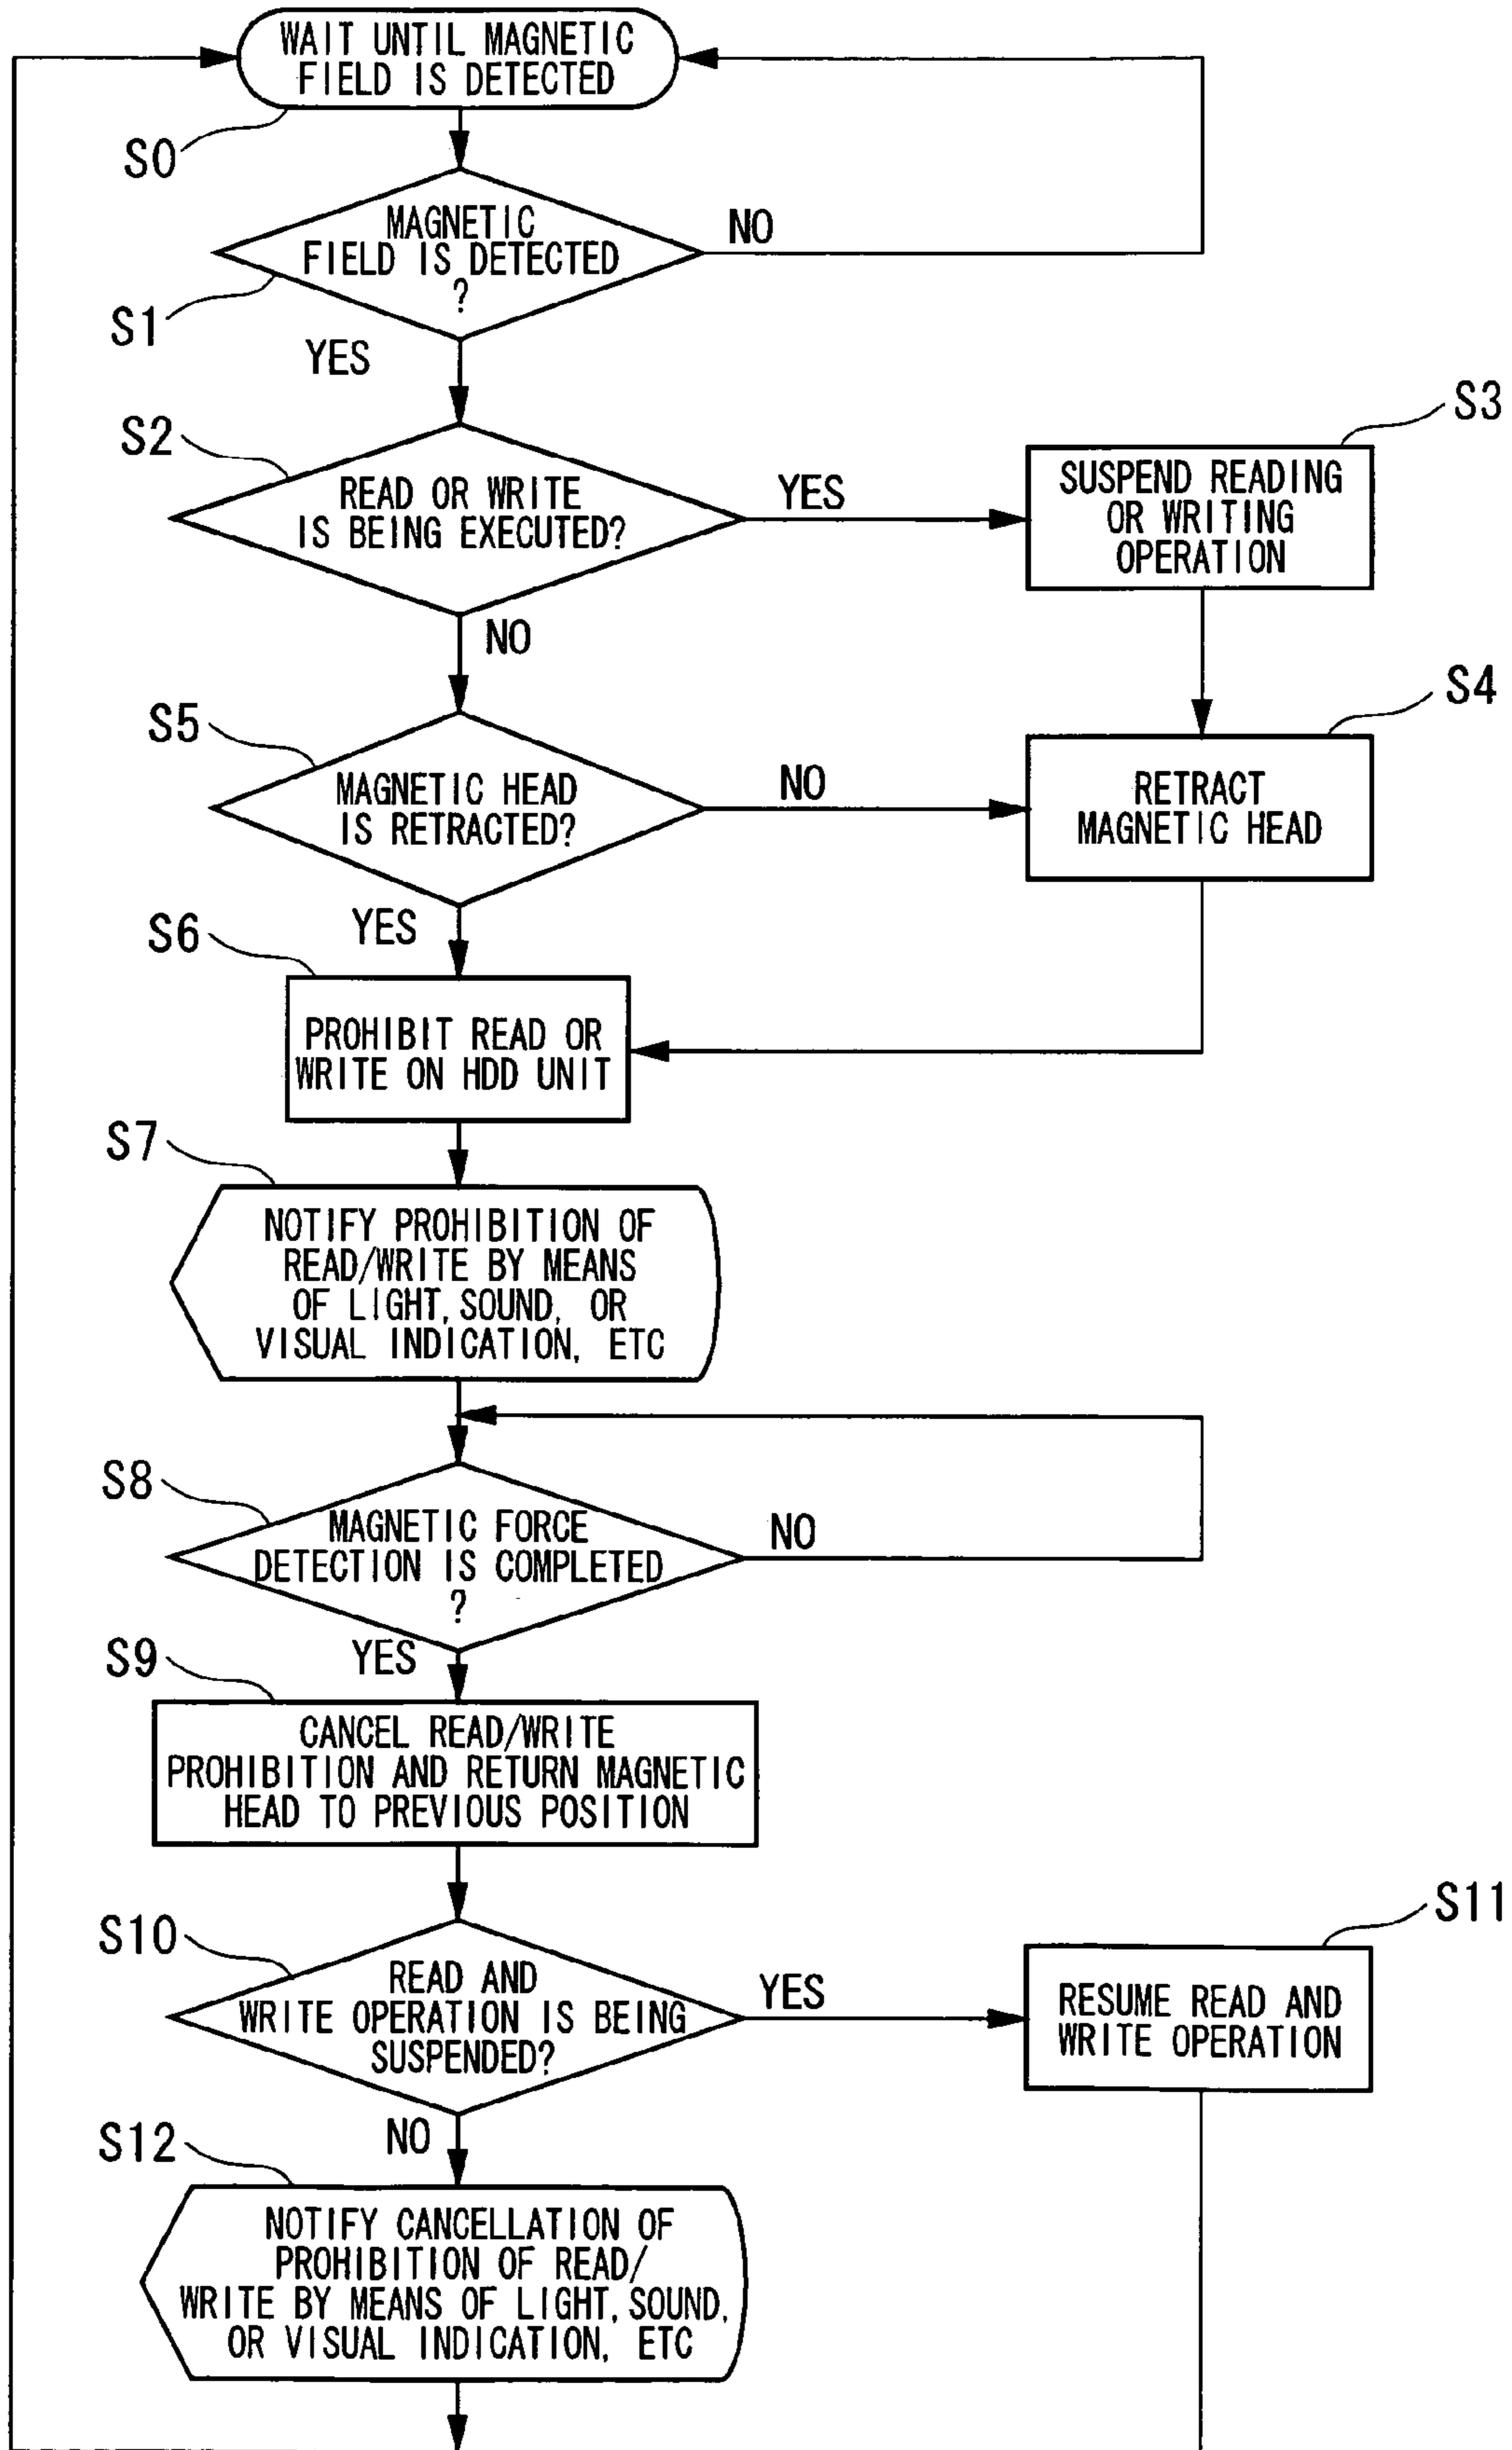 WAIT UNTIL MAGNETIC
FIELD IS DETECTED
S0
MAGNETIC
FIELD IS DETECTED
?
NO
S1
YES
S2
READ OR WRITE
IS BEING EXECUTED?
YES
S3
SUSPEND READING
OR WRITING
OPERATION
NO
S4
RETRACT
MAGNETIC HEAD
S5
MAGNETIC HEAD
IS RETRACTED?
NO
YES
S6
PROHIBIT READ OR
WRITE ON HDD UNIT
S7
NOTIFY PROHIBITION OF
READ/WRITE BY MEANS
OF LIGHT, SOUND, OR
VISUAL INDICATION, ETC
S8
MAGNETIC FORCE
DETECTION IS COMPLETED
?
NO
YES
S9
CANCEL READ/WRITE
PROHIBITION AND RETURN MAGNETIC
HEAD TO PREVIOUS POSITION
S10
READ AND
WRITE OPERATION IS BEING
SUSPENDED?
YES
S11
RESUME READ AND
WRITE OPERATION
NO
S12
NOTIFY CANCELLATION OF
PROHIBITION OF READ/
WRITE BY MEANS OF LIGHT, SOUND,
OR VISUAL INDICATION, ETC